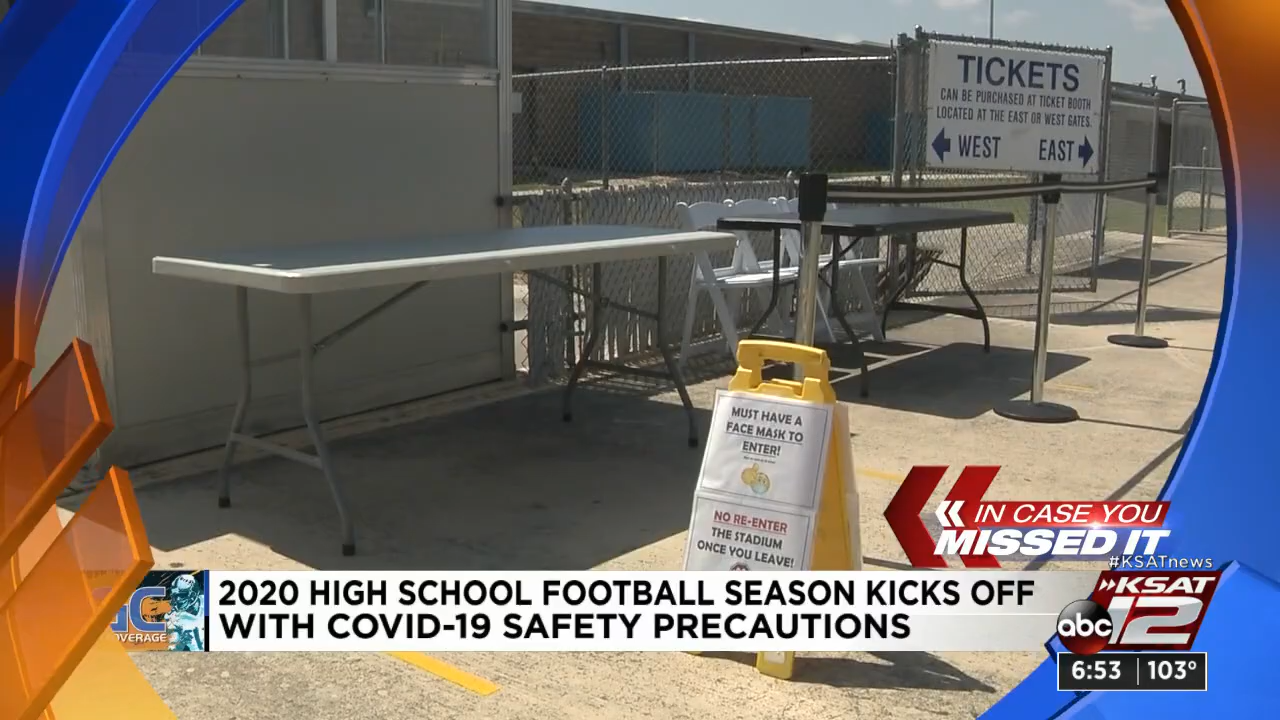 TICKETS
CAN BE PURCHASED AT TICKET BOOTH
LOCATED AT THE EAST OR WEST GATES.
WEST EAST
MUST HAVE A
FACE MASK TO
ENTER!
NO RE-ENTER
THE STADIUM
ONCE YOU LEAVE!
IN CASE YOU
MISSED IT
#KSATnews
2020 HIGH SCHOOL FOOTBALL SEASON KICKS OFF
WITH COVID-19 SAFETY PRECAUTIONS
KSAT
abc 12
6:53 103°